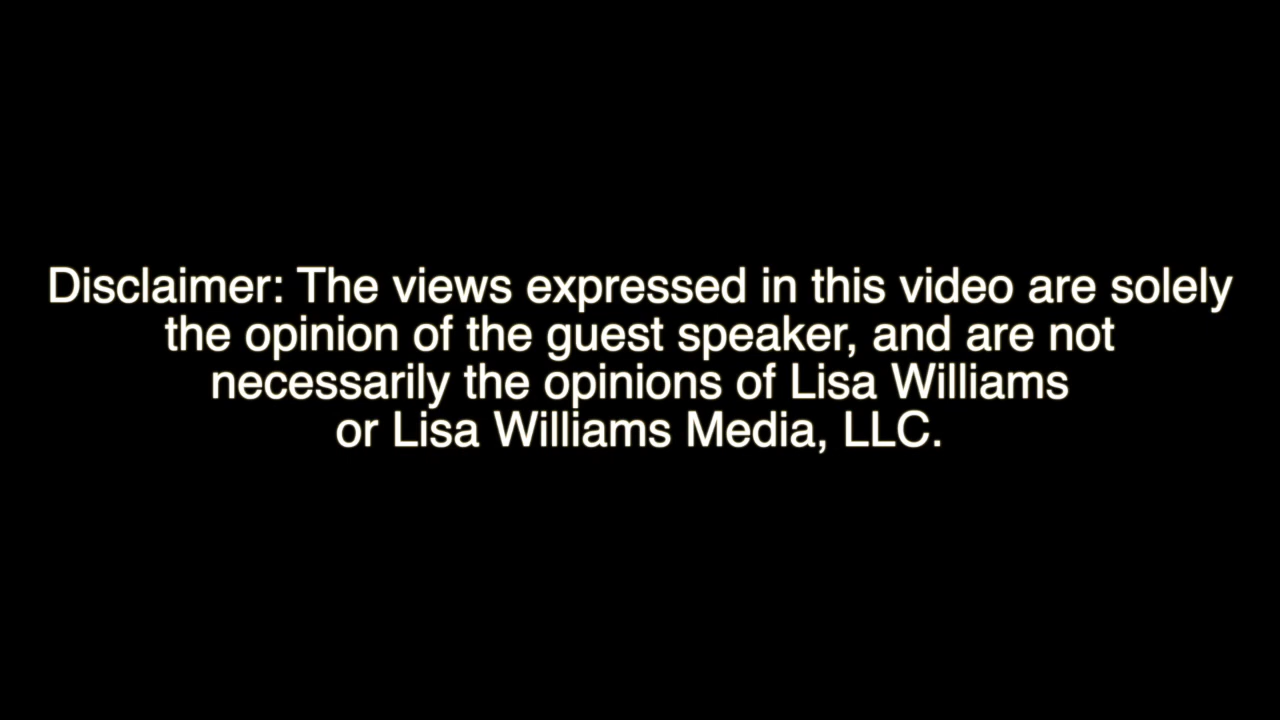 Disclaimer: The views expressed in this video are solely
the opinion of the guest speaker, and are not
necessarily the opinions of Lisa Williams
or Lisa Williams Media, LLC.